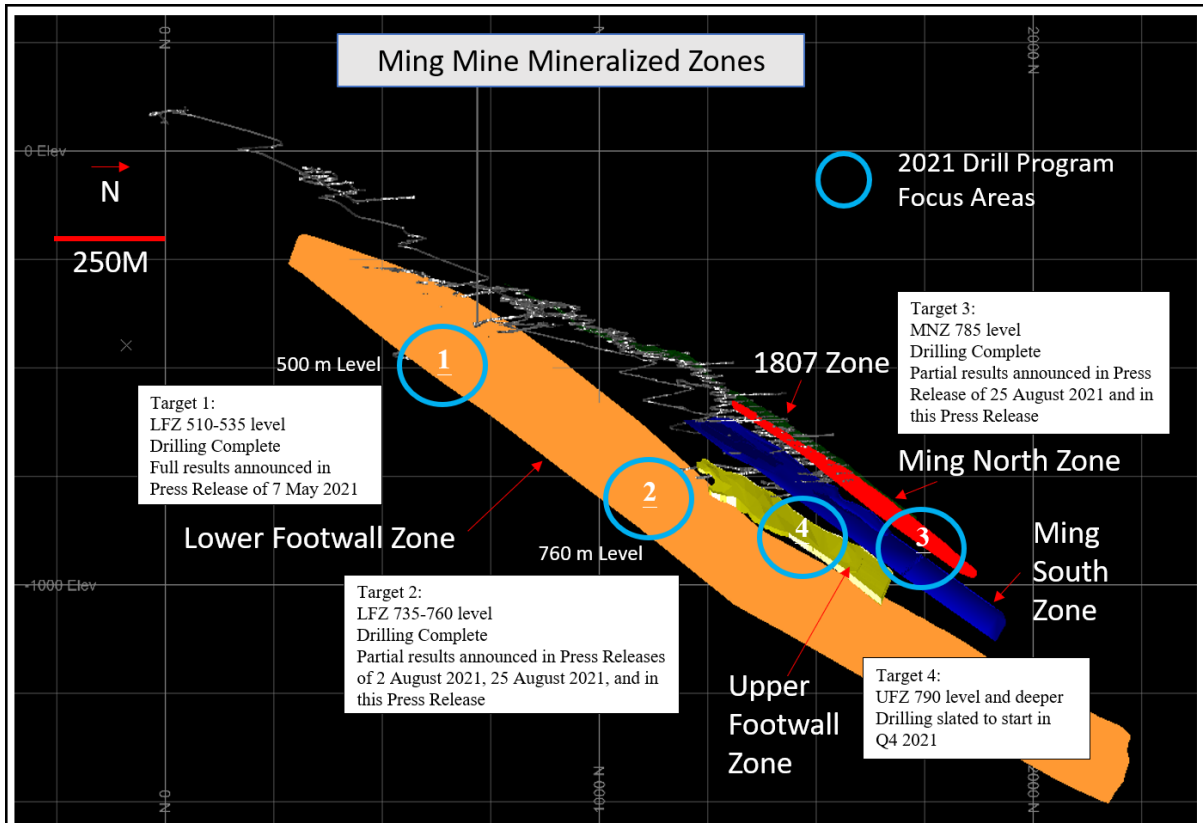 Ming Mine Mineralized Zones
0 N
2000 N
0 Elev
N
250M
2021 Drill Program
Focus Areas
Target 3:
MNZ 785 level
Drilling Complete
Partial results announced in Press
Release of 25 August 2021 and in
this Press Release
1807 Zone
500 m Level
1
Target 1:
LFZ 510-535 level
Drilling Complete
Full results announced in
Press Release of 7 May 2021
Ming North Zone
2
4
3
Lower Footwall Zone
760 m Level
Ming
South
Zone
-1000 Elev
Target 2:
LFZ 735-760 level
Drilling Complete
Partial results announced in Press Releases
of 2 August 2021, 25 August 2021, and in
this Press Release
Upper
Footwall
Zone
Target 4:
UFZ 790 level and deeper
Drilling slated to start in
Q4 2021
0 N
1000 N
2000 N